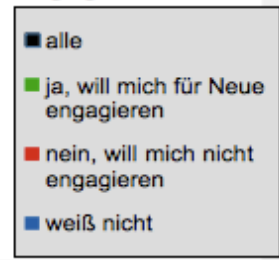 alle
ja, will mich für Neue
engagieren
nein, will mich nicht
engagieren
weiß nicht